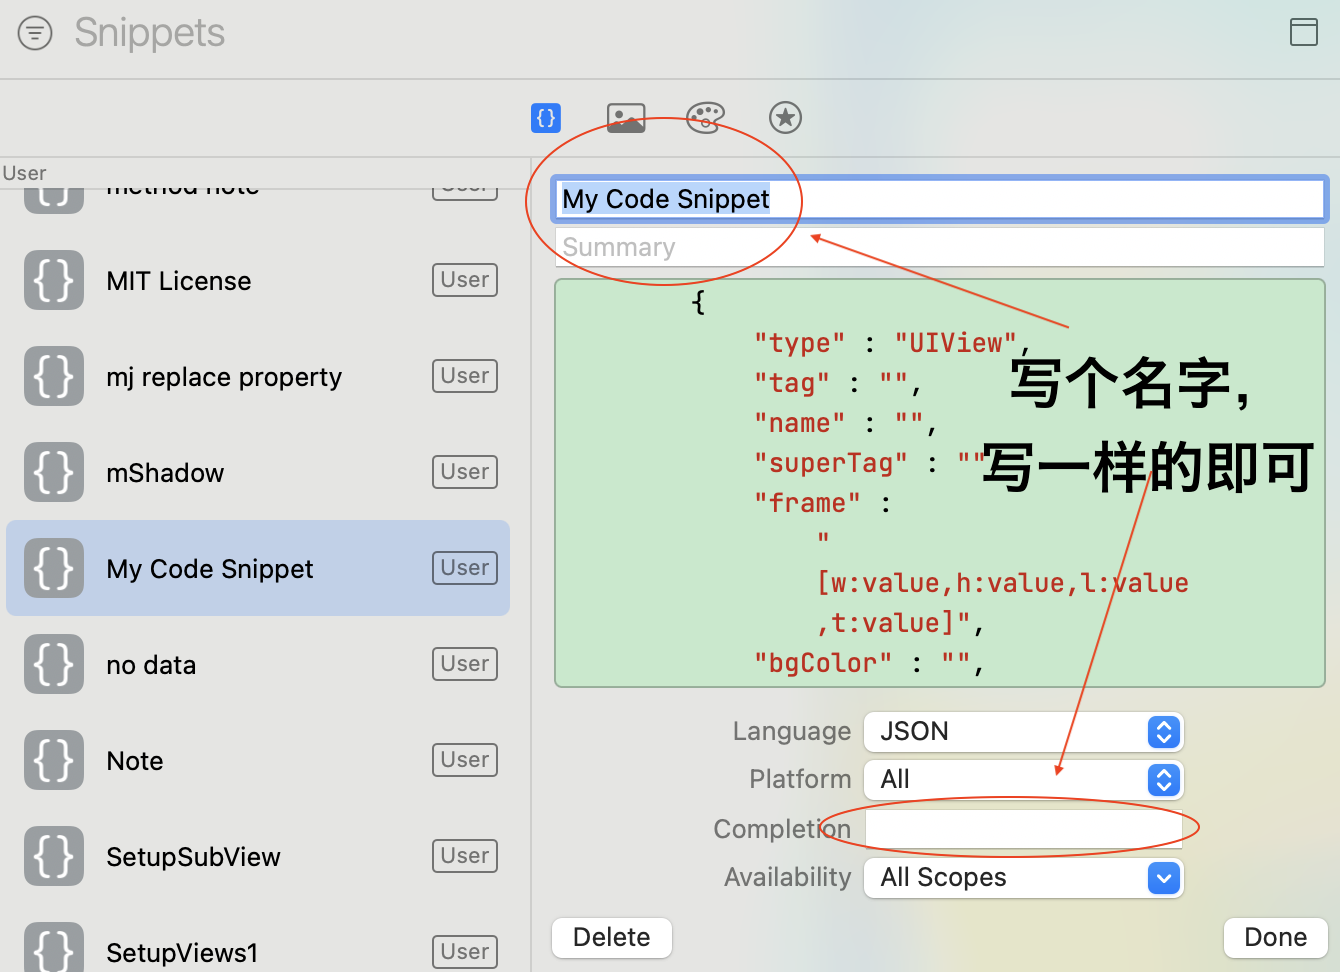 Snippets
User
method note
User
MIT License
User
mj replace property
User
mShadow
User
My Code Snippet
User
no data
User
Note
User
SetupSubView
User
SetupViews1
User
My Code Snippet
Summary
{
"type" : "UIView",
"tag" : "",
"name" : "",
"superTag" : ""
"frame" :
"
[w:value,h:value,l:value
,t:value]",
"bgColor" : "",
写个名字，
写一样的即可
Language JSON
Platform All
Completion
Availability All Scopes
Delete
Done